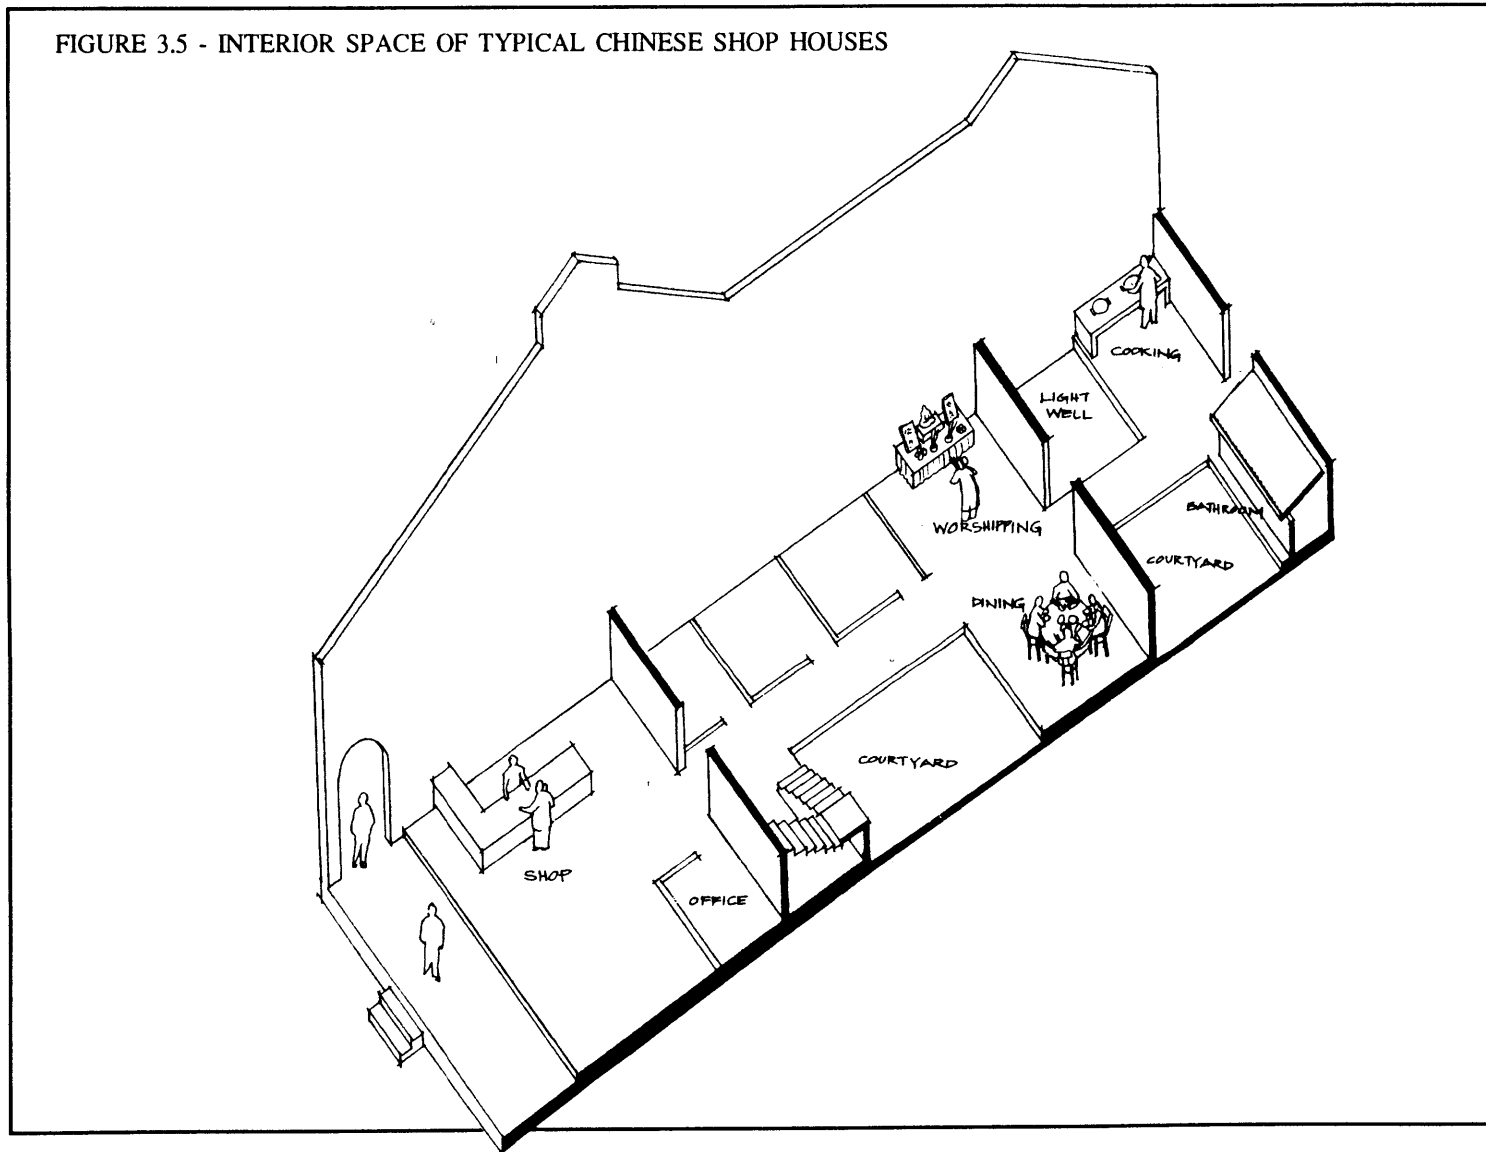 FIGURE 3.5 - INTERIOR SPACE OF TYPICAL CHINESE SHOP HOUSES
COOKING
LIGHT
WELL
BATHROOM
WORSHIPPING
COURTYARD
DINING
COURTYARD
SHOP
OFFICE